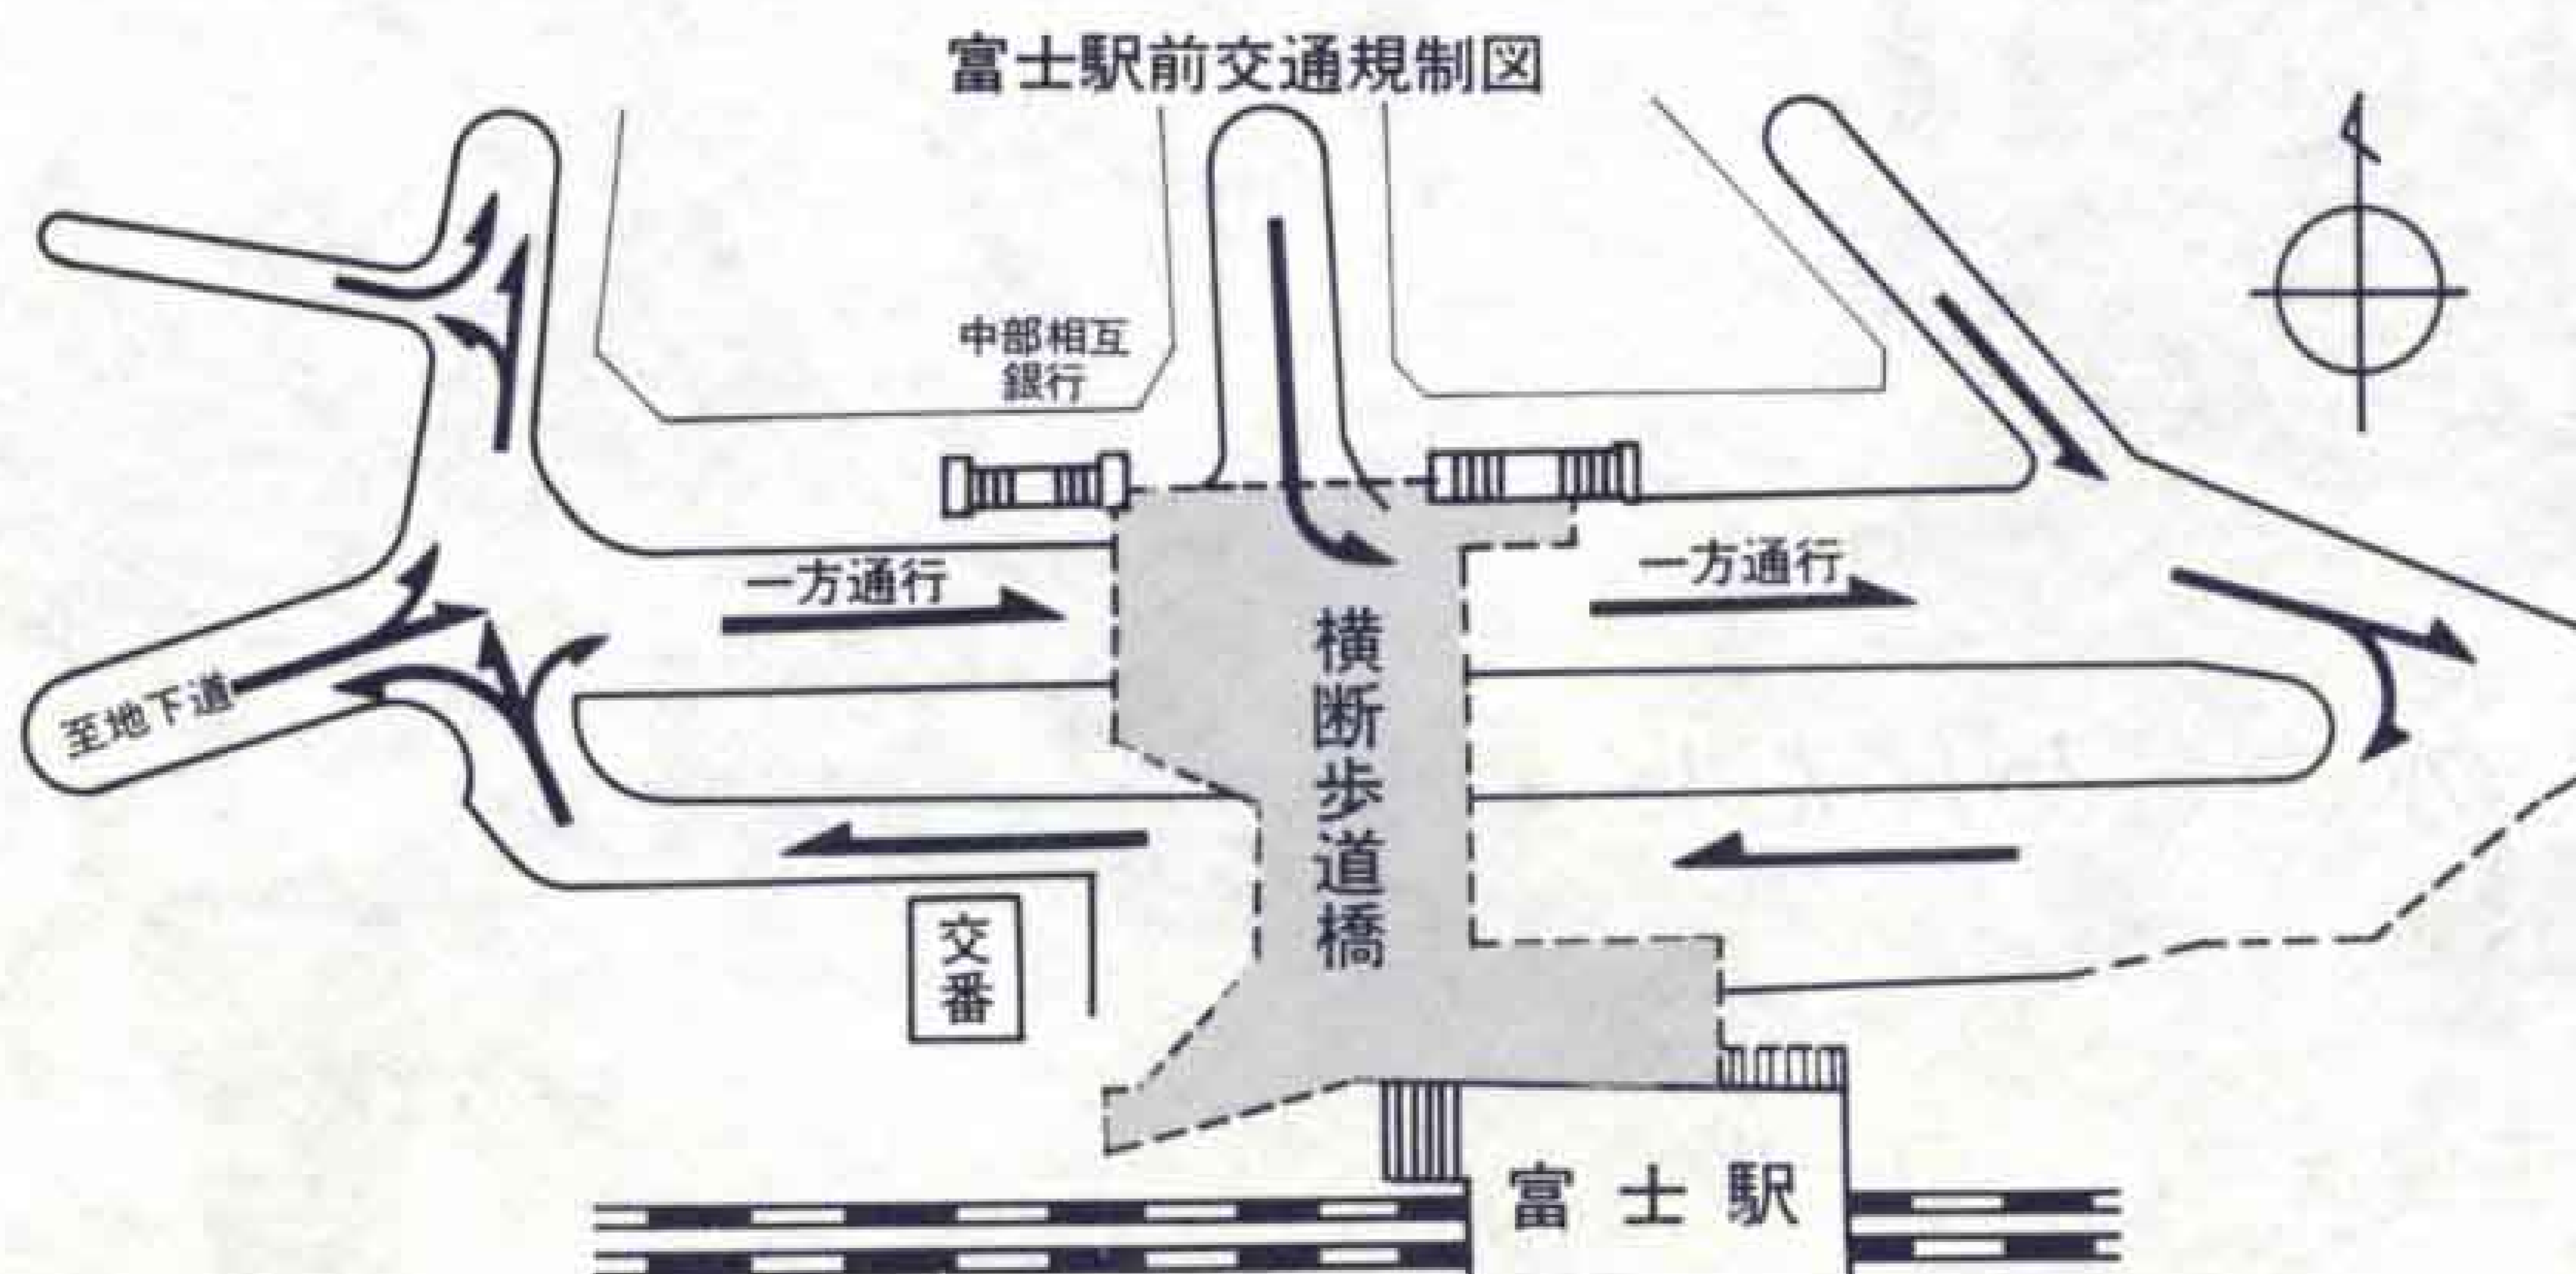 富士駅前交通規制図
中部相互
銀行
一方通行
一方通行
至地下道
横断歩道橋
交番
富士駅